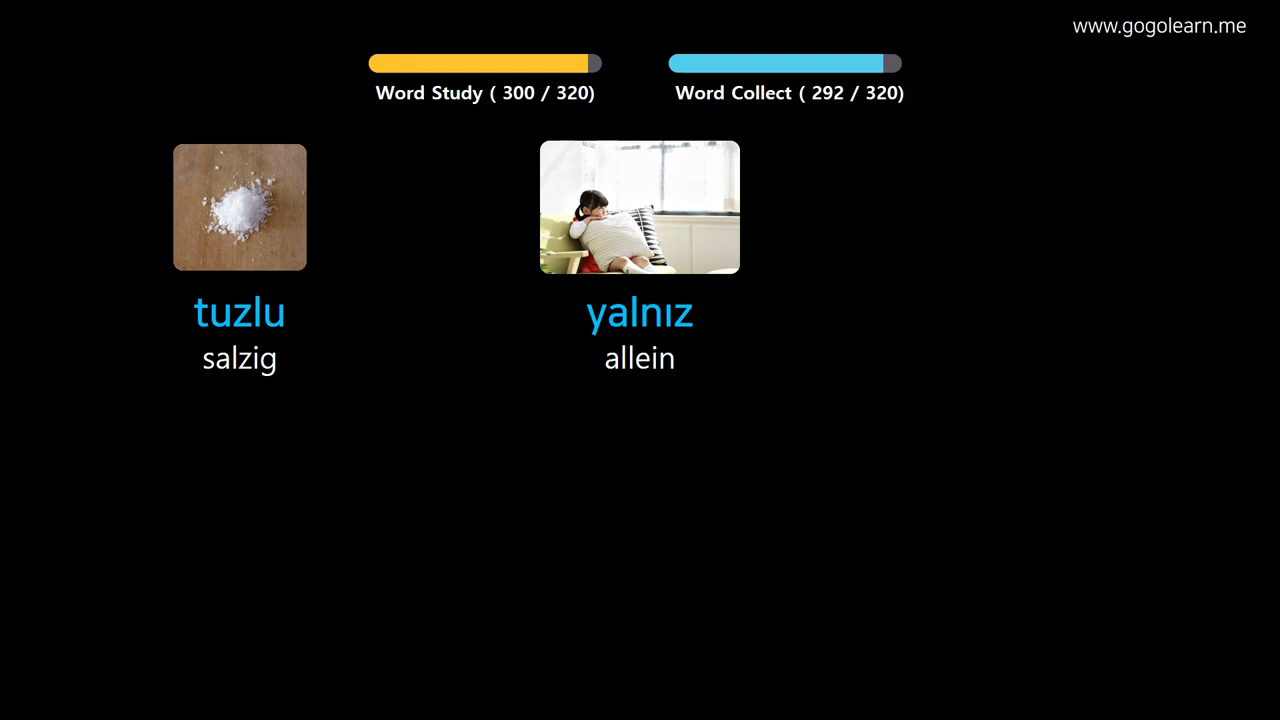 www.gogolearn.me
Word Study ( 300 / 320)
Word Collect ( 292 / 320)
tuzlu
salzig
yalnız
allein